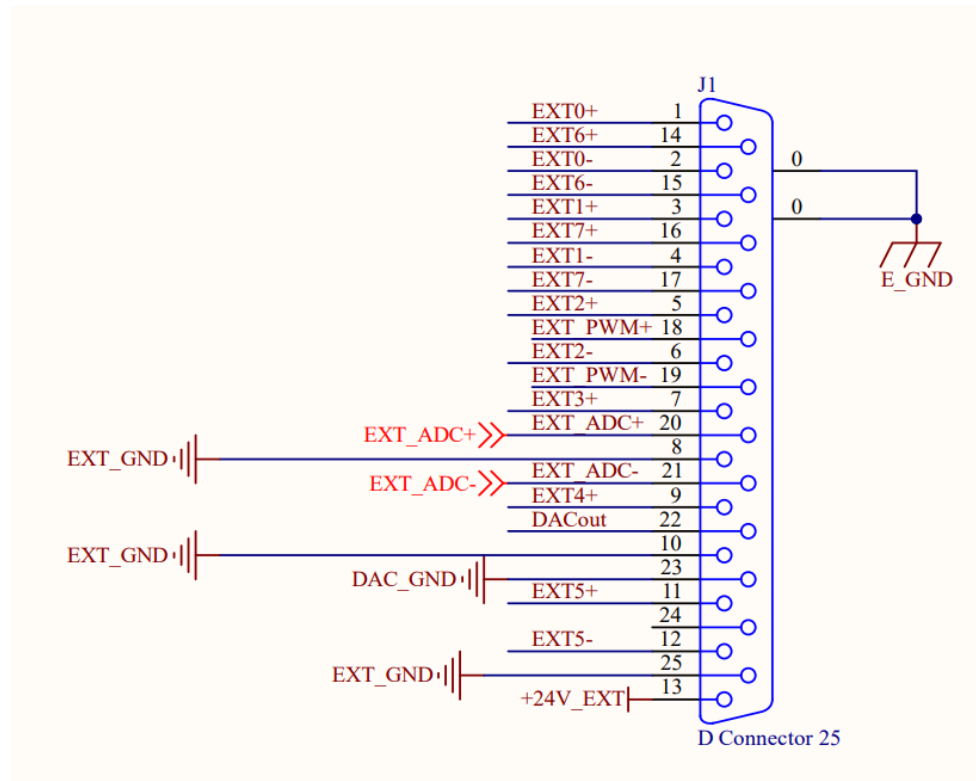 J1
EXT0+ 1
EXT6+ 14
EXT0- 2 0
EXT6- 15
EXT1+ 3 0
EXT7+ 16
EXT1- 4
EXT7- 17 E_GND
EXT2+ 5
EXT_PWM+ 18
EXT2- 6
EXT_PWM- 19
EXT3+ 7
EXT_ADC+ EXT_ADC+ 20
EXT_GND 8
EXT_ADC- EXT_ADC- 21
EXT4+ 9
DACout 22
EXT_GND 10
DAC_GND 23
EXT5+ 11
24
EXT5- 12
EXT_GND 25
+24V_EXT 13
D Connector 25